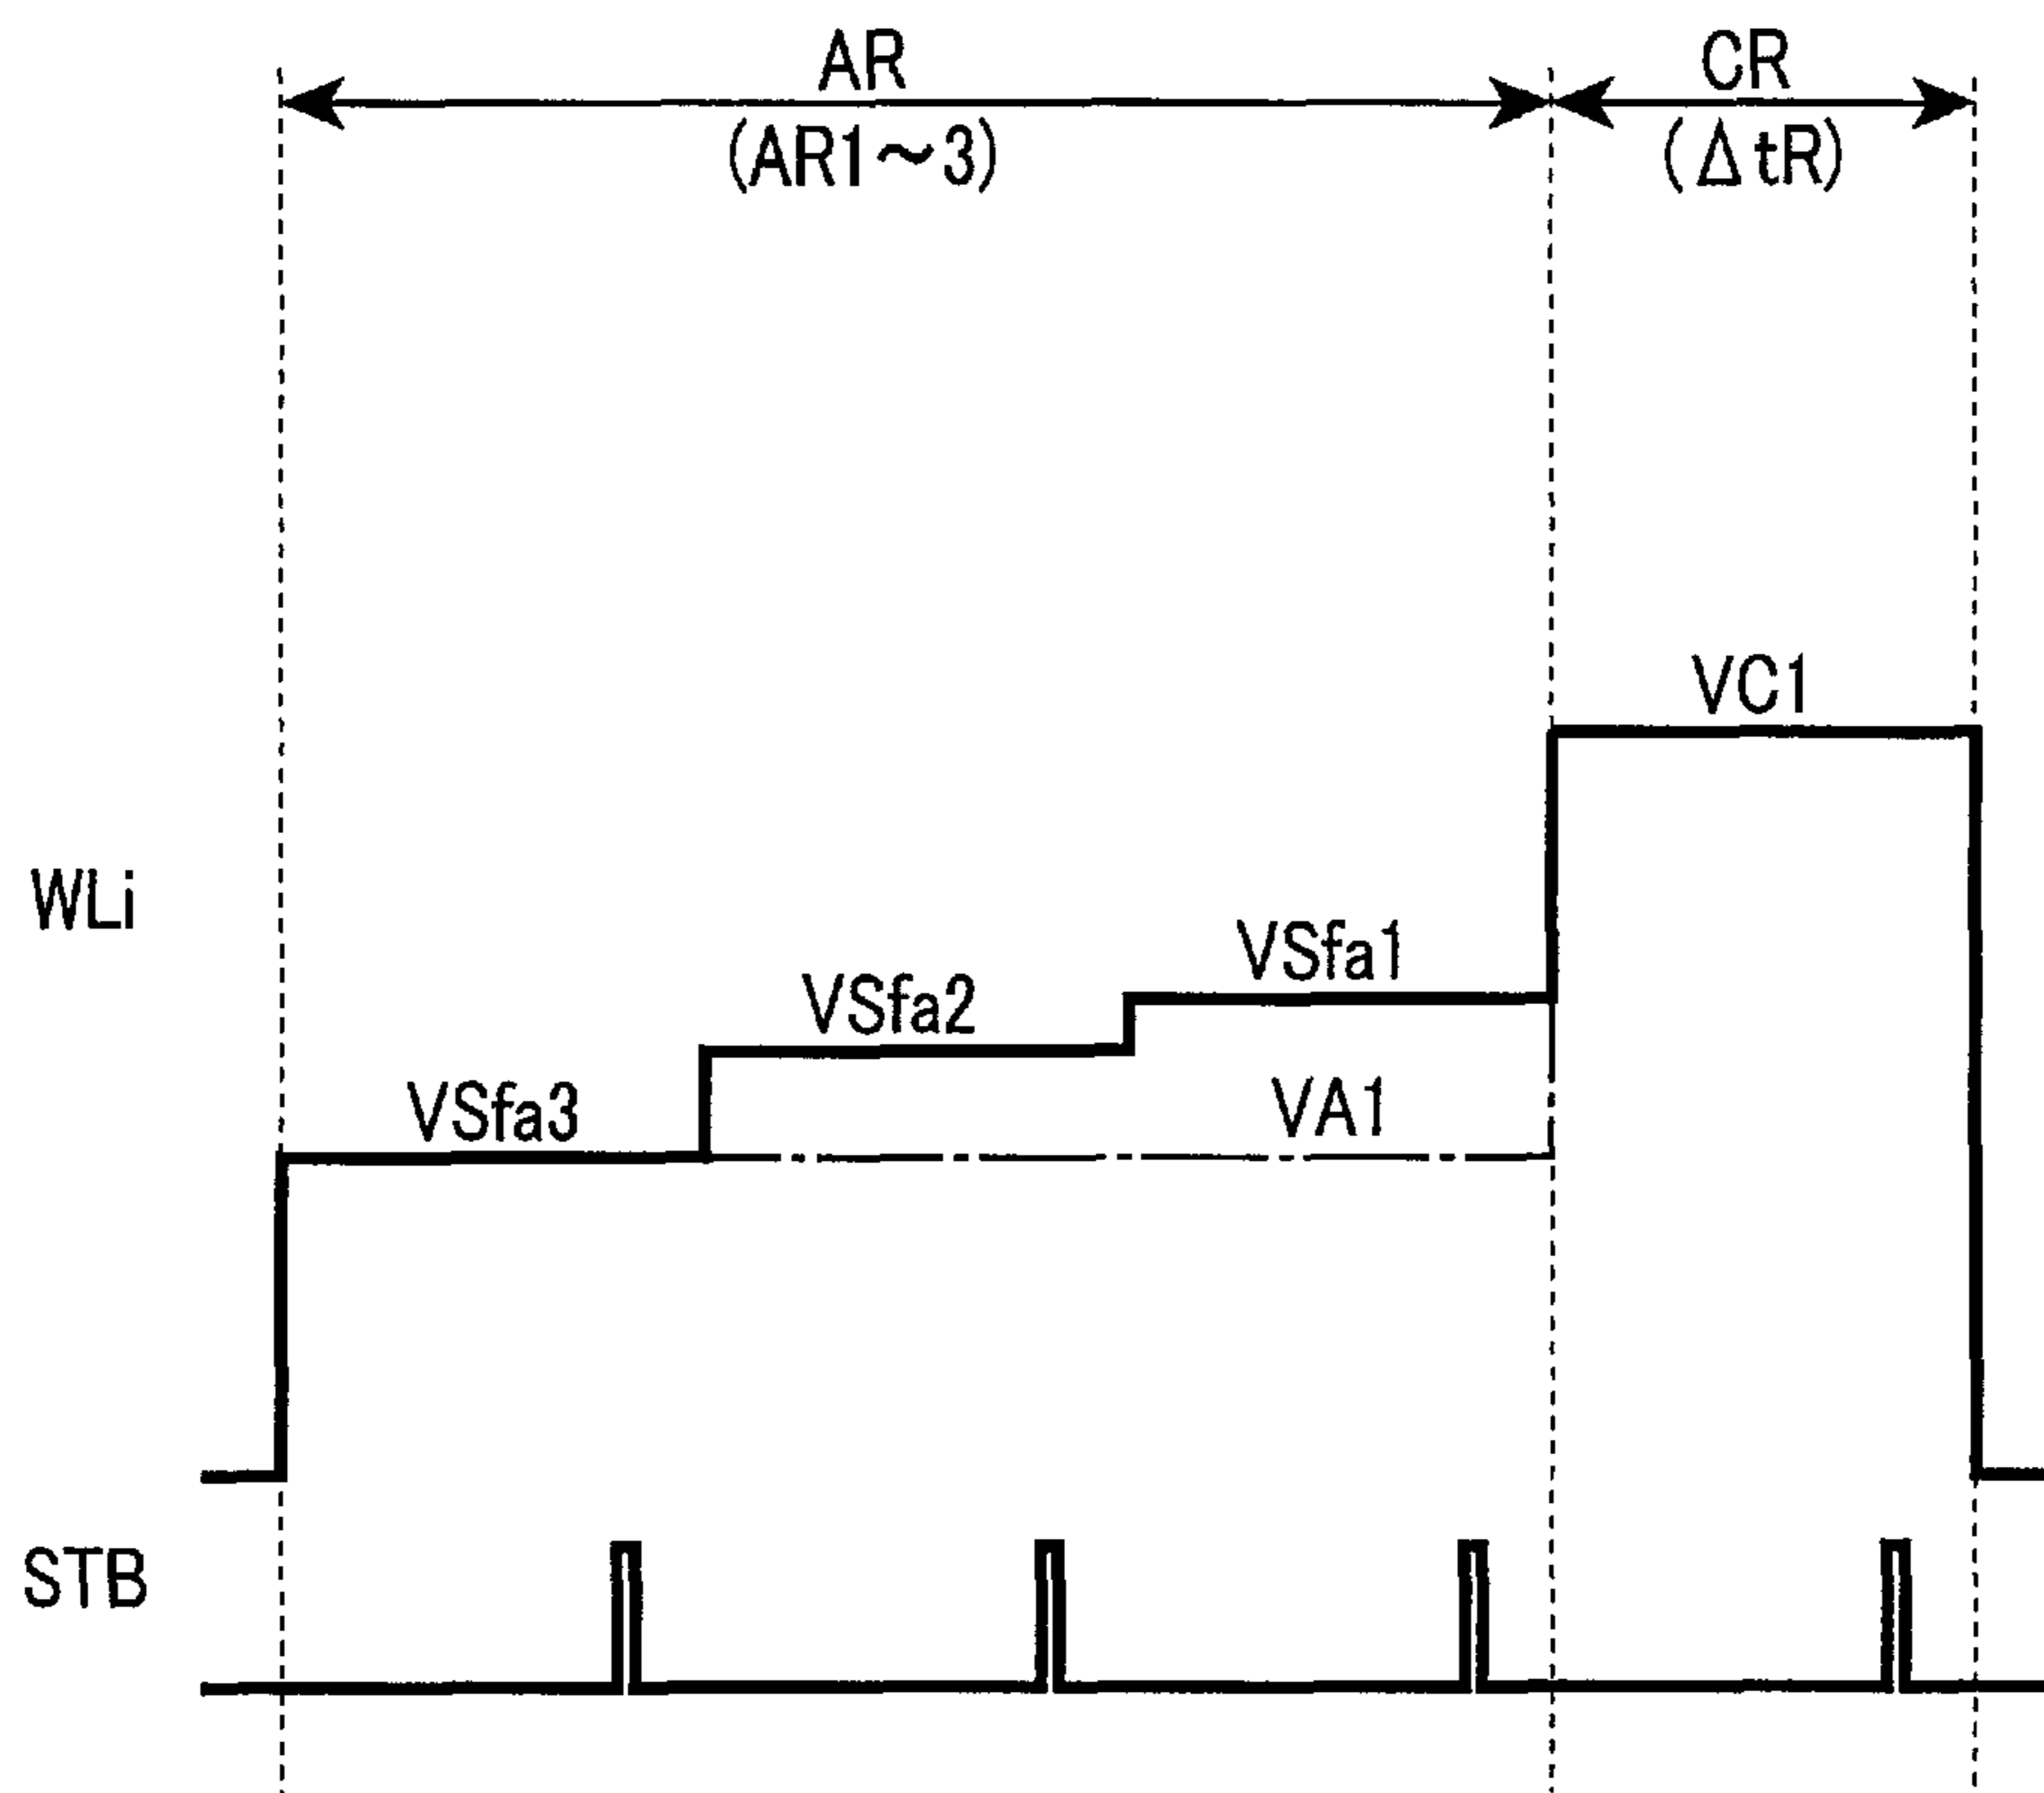 AR
(AR1～3)
CR
(ΔtR)
VC1
WLi
VSfa1
VSfa2
VSfa3
VA1
STB